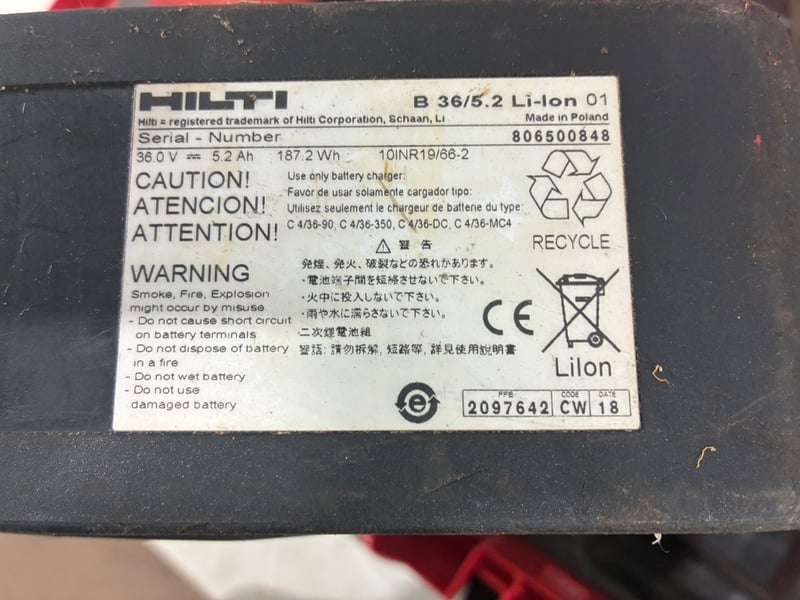 HILTI B 36/5.2 Li-Ion 01
Hilti = registered trademark of Hilti Corporation, Schaan, Li Made in Poland
Serial - Number 806500848
36.0 V ⎓ 5.2 Ah 187.2 Wh 10INR19/66-2
CAUTION!
ATENCION!
ATTENTION!
Use only battery charger:
Favor de usar solamente cargador tipo:
Utilisez seulement le chargeur de batterie du type:
C 4/36-90, C 4/36-350, C 4/36-DC, C 4/36-MC4
RECYCLE
WARNING
Smoke, Fire, Explosion
might occur by misuse
- Do not cause short circuit
on battery terminals
- Do not dispose of battery
in a fire
- Do not wet battery
- Do not use
damaged battery
⚠ 警告
発煙、発火、破裂などの恐れがあります。
・電池端子間を短絡させないで下さい。
・火中に投入しないで下さい。
・雨や水に濡らさないで下さい。
二次鋰電池組
警語: 請勿拆解, 短路等, 詳見使用說明書
CE
LiIon
e
PPE CODE DATE
2097642 CW 18